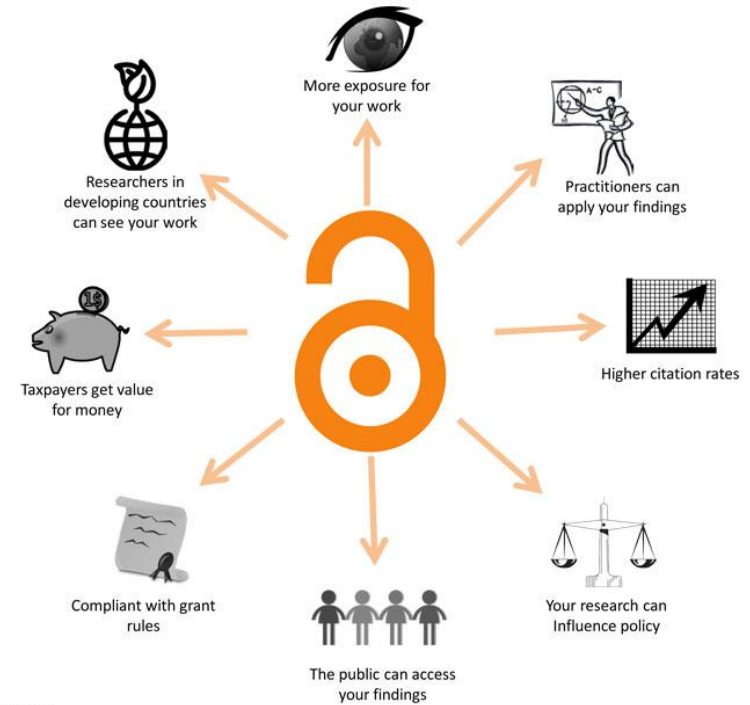 More exposure for
your work
A-C
Practitioners can
apply your findings
Higher citation rates
Your research can
Influence policy
The public can access
your findings
Compliant with grant
rules
1$
Taxpayers get value
for money
Researchers in
developing countries
can see your work